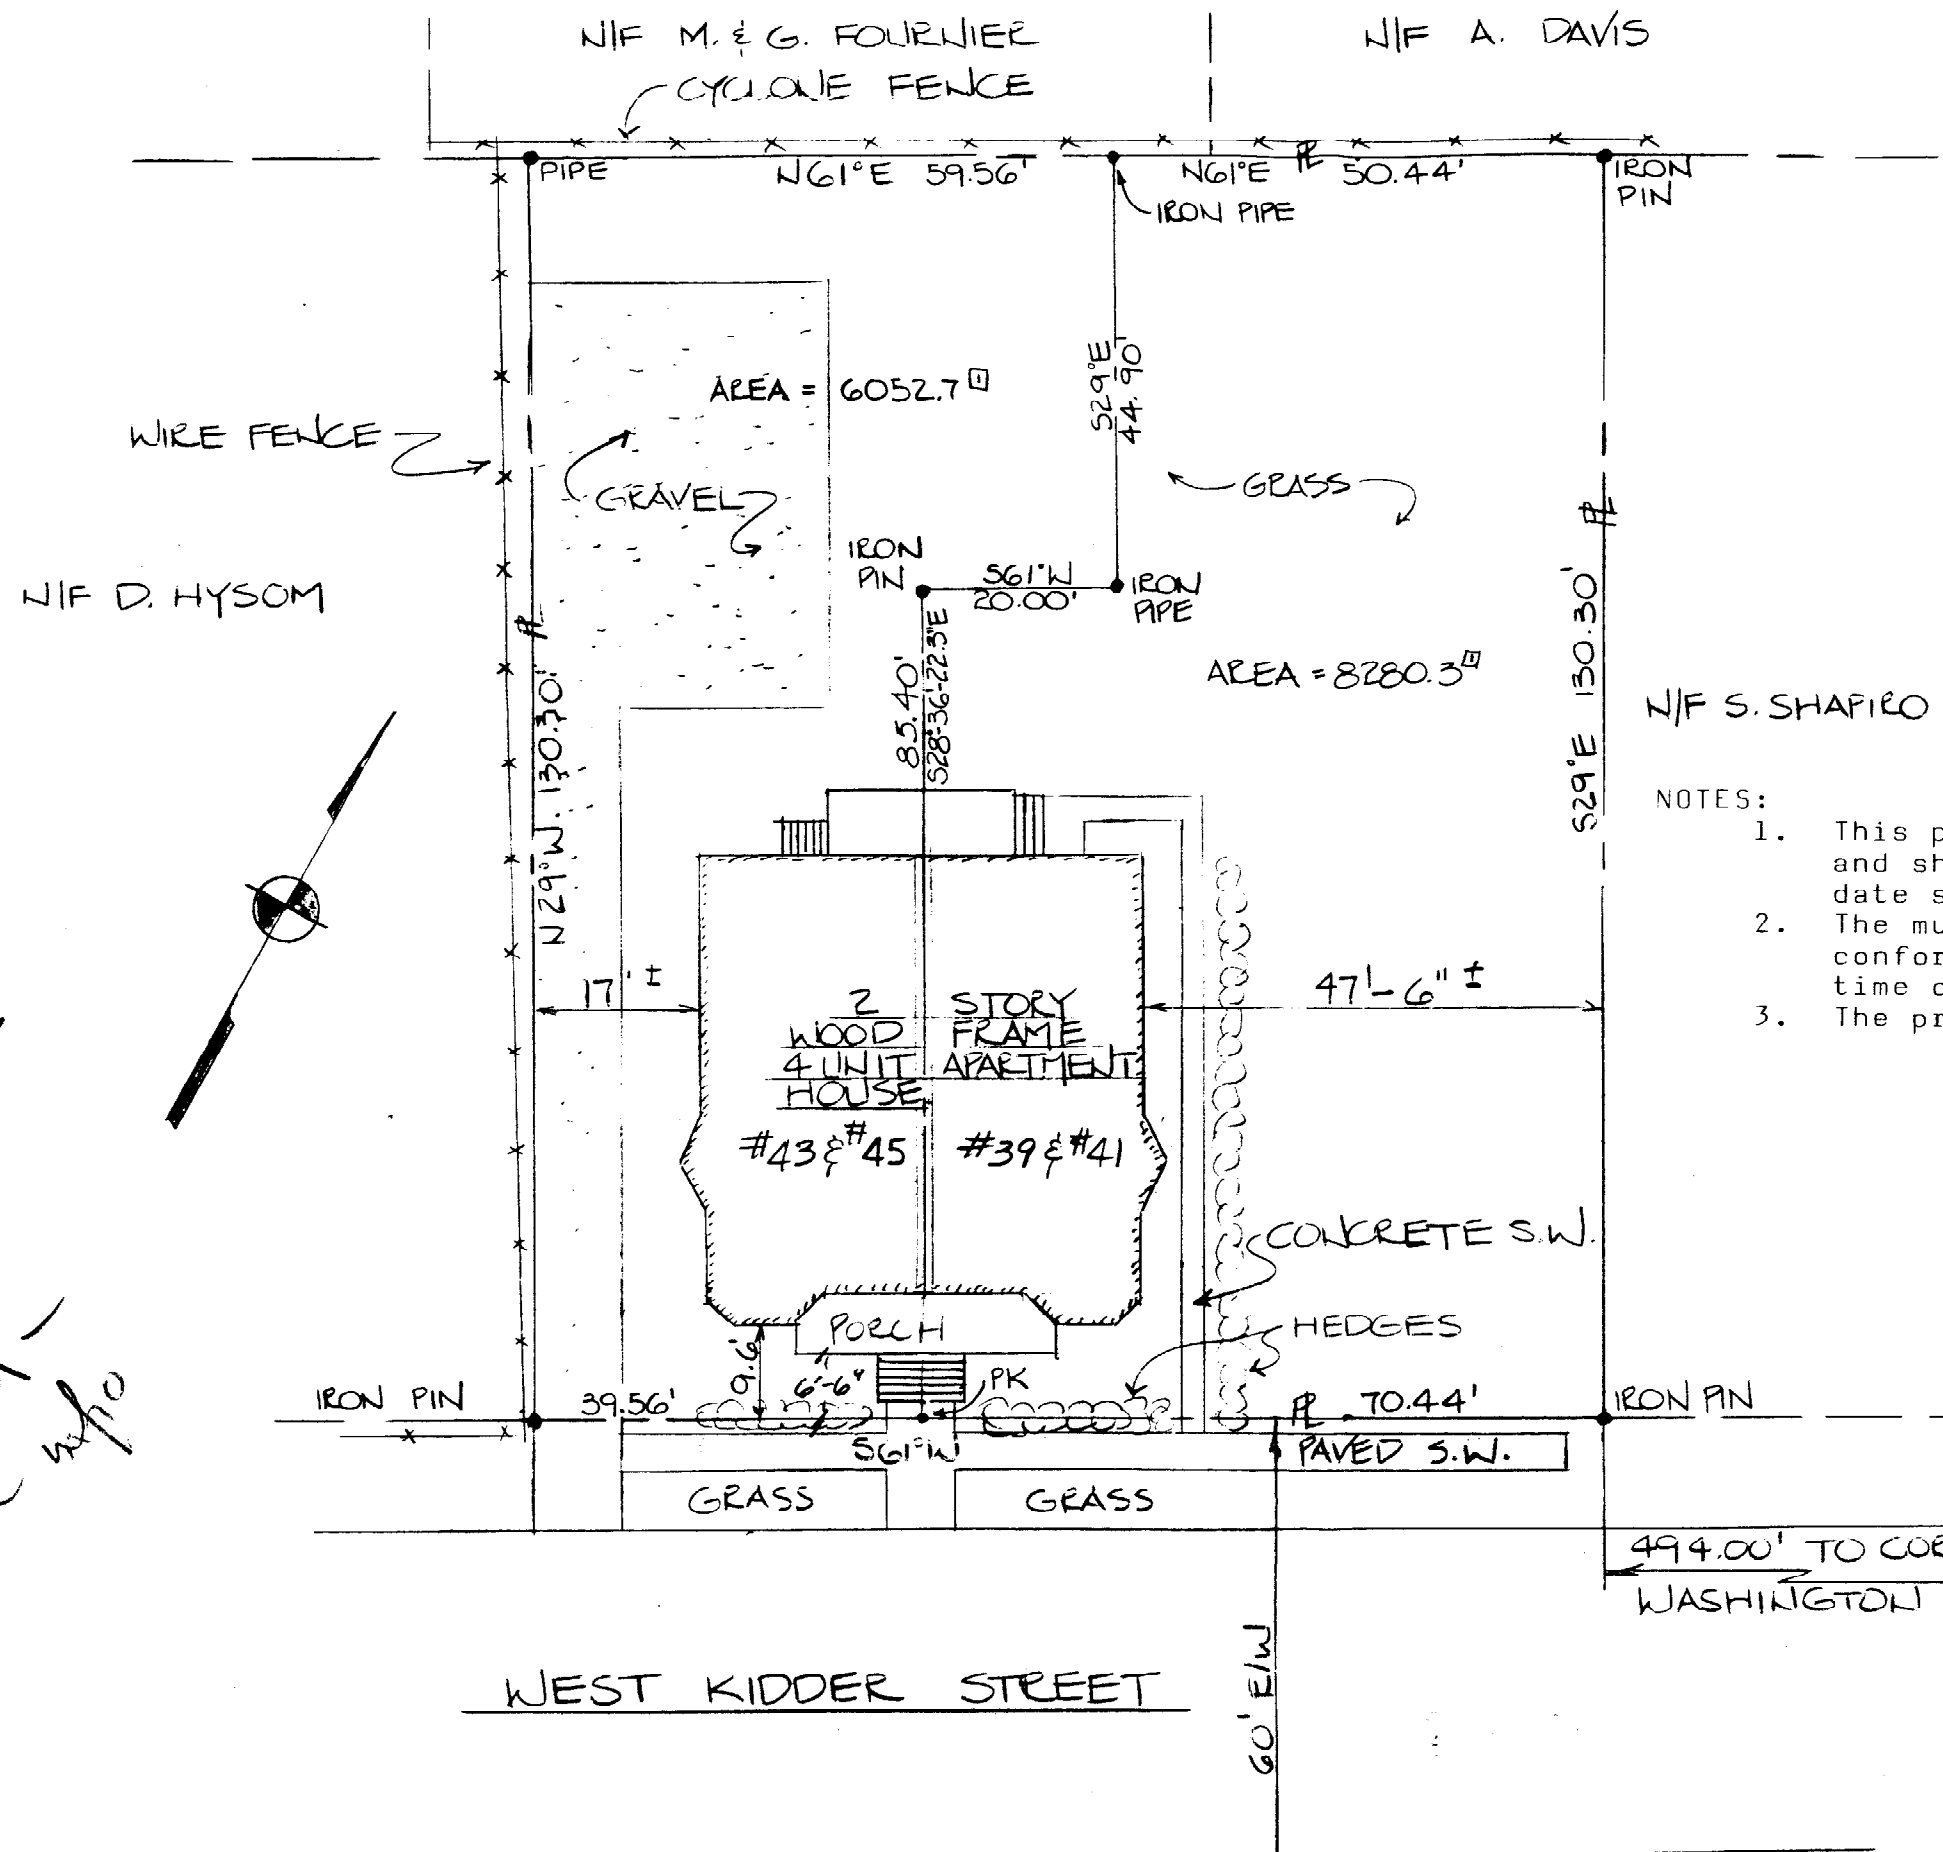 N/F M. & G. FOURNIER
N/F A. DAVIS
CYCLONE FENCE
PIPE
N61°E 59.56'
N61°E ⅊ 50.44'
IRON
PIN
IRON PIPE
S29°E
44.90'
AREA = 6052.7
WIRE FENCE
GRAVEL
GRASS
IRON
PIN
S61°W
20.00'
IRON
PIPE
N/F D. HYSOM
85.40'
S28°-36'-22.3"E
AREA = 8280.3
S29°E 130.30' ⅊
N29°W. 130.30' ⅊
N/F S. SHAPIRO
NOTES:
1. This p
and sh
date s
2. The mu
confor
time o
3. The pr
17' ±
47'-6" ±
2 STORY
WOOD FRAME
4 UNIT APARTMENT
HOUSE
#43 & #45
#39 & #41
CONCRETE S.W.
HEDGES
PORCH
9.6'
6'-6"
PK
IRON PIN
39.56'
⅊ 70.44'
IRON PIN
S61°W
PAVED S.W.
GRASS
GRASS
494.00' TO COR
WASHINGTON
60' R/W
WEST KIDDER STREET